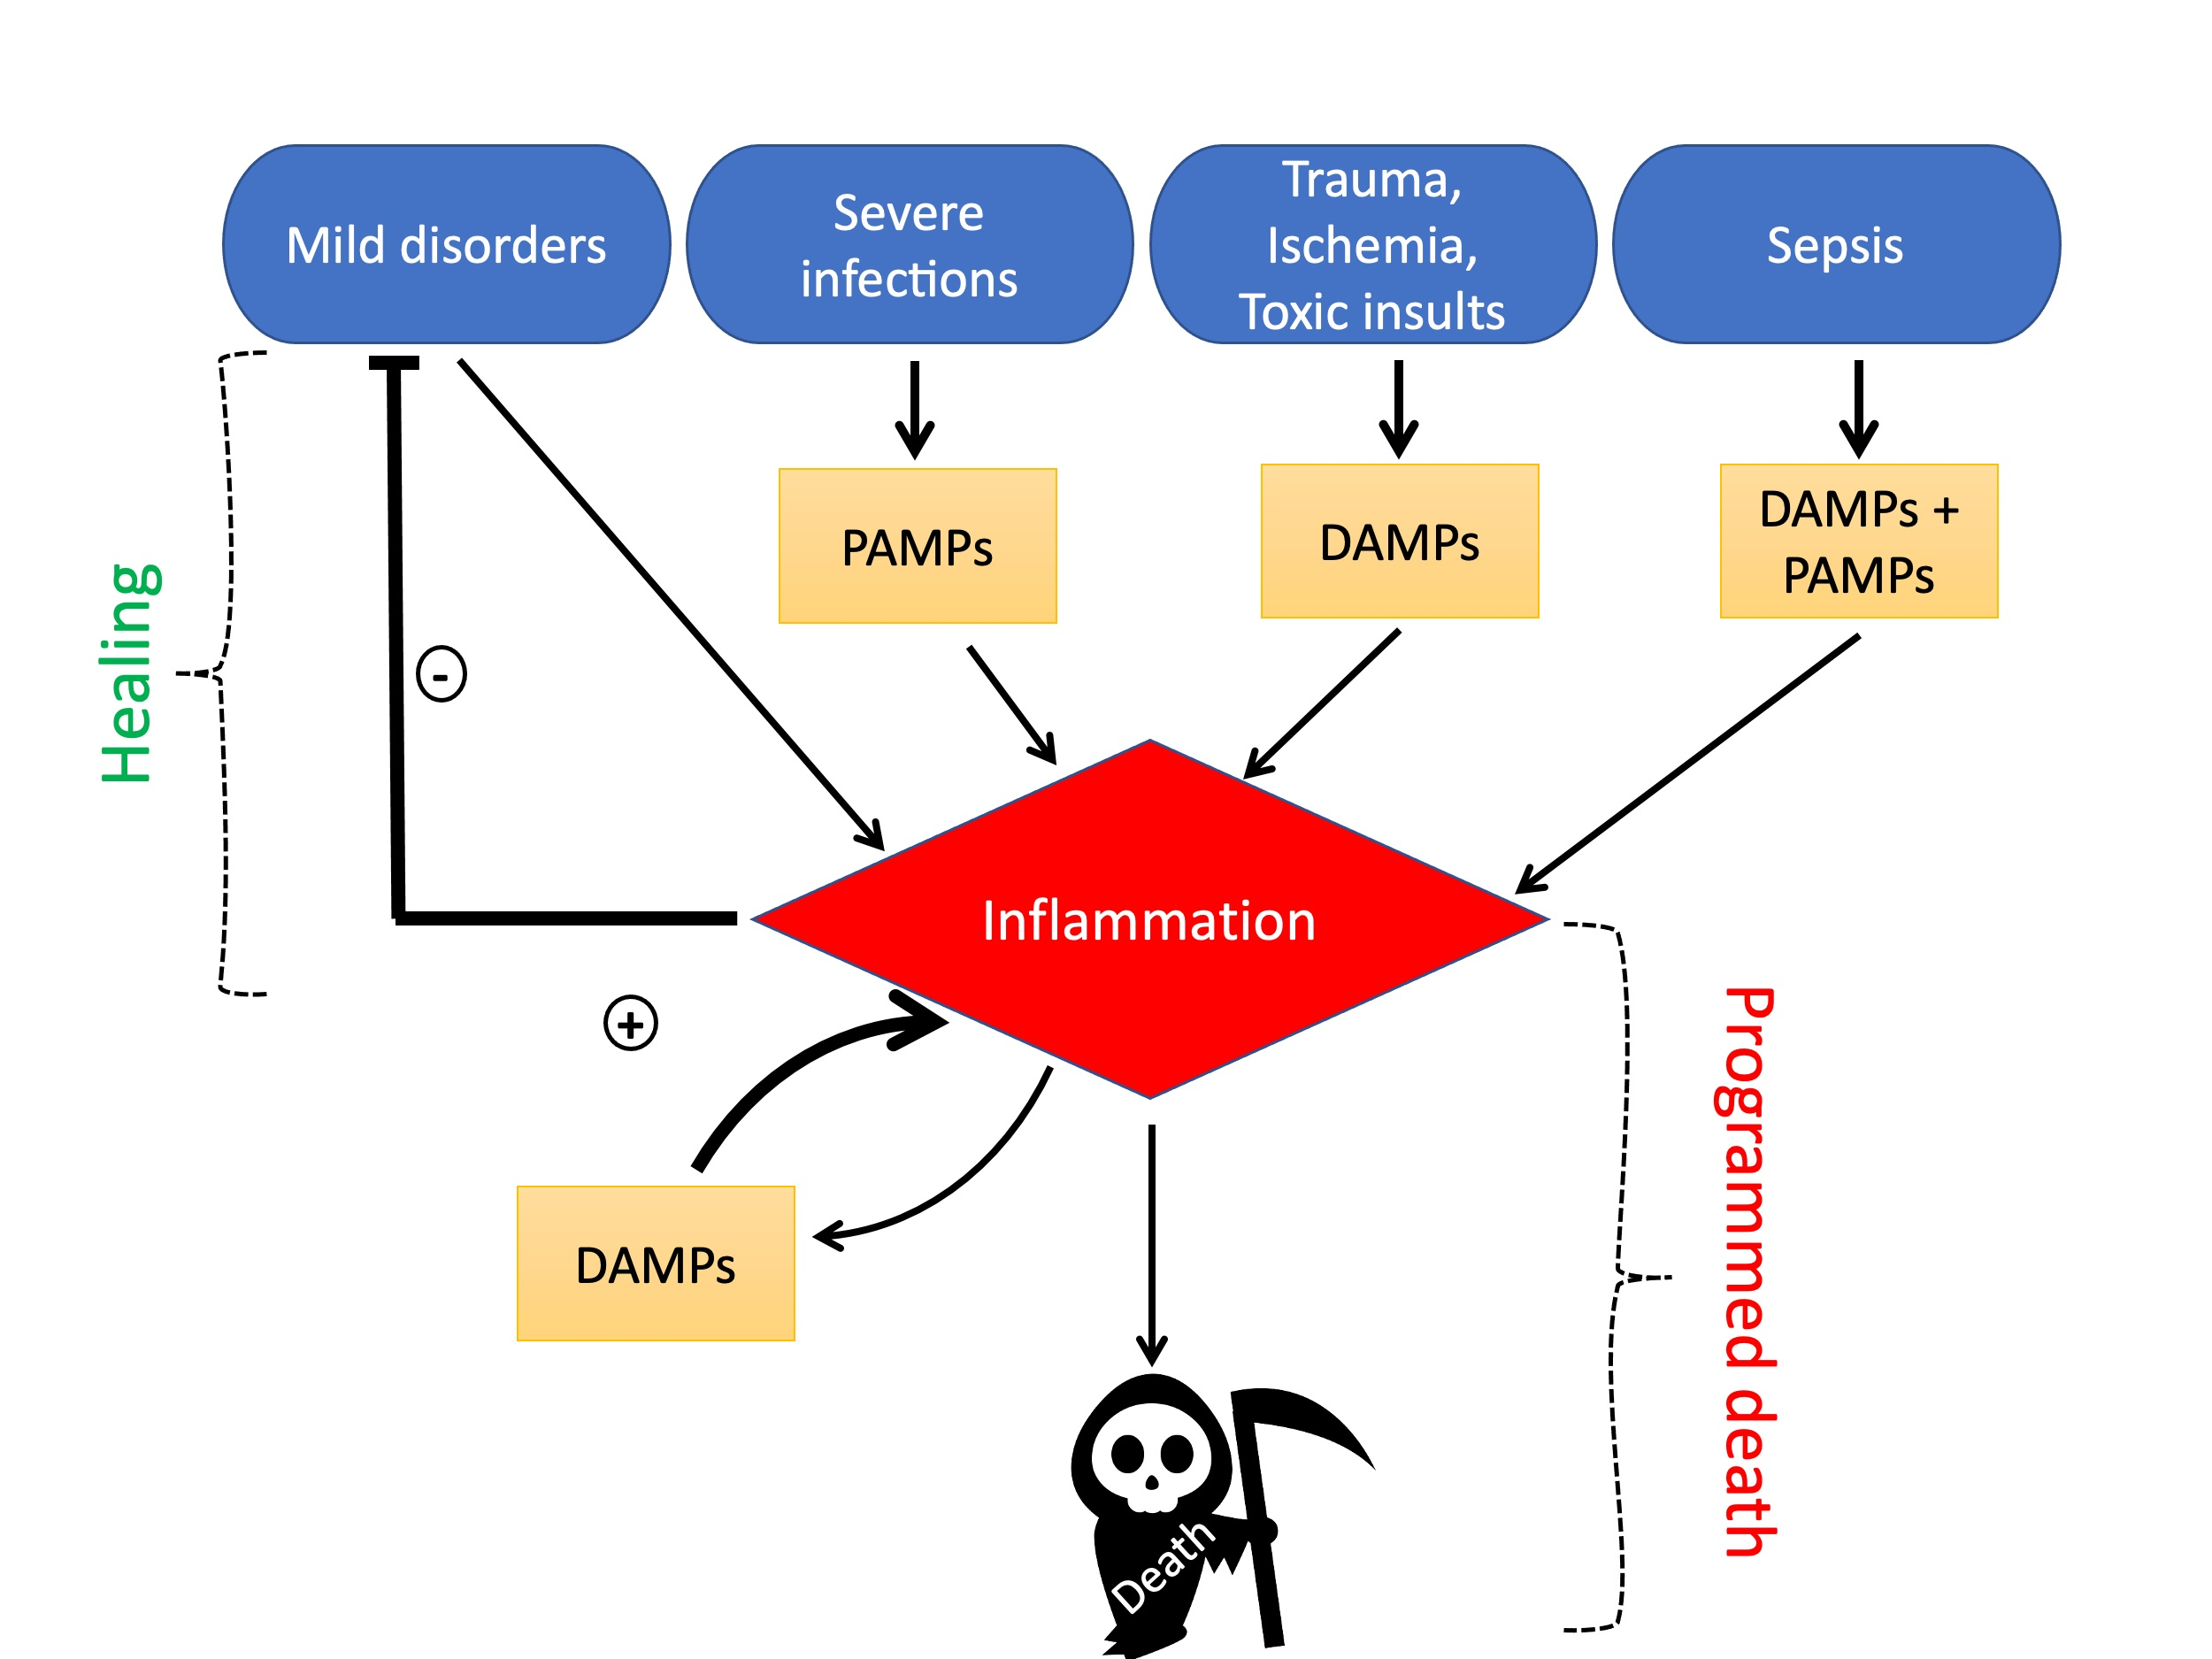 Mild disorders
Severe
infections
Trauma,
Ischemia,
Toxic insults
Sepsis
PAMPs
DAMPs
DAMPs +
PAMPs
Healing
-
Inflammation
+
DAMPs
Programmed death
Death